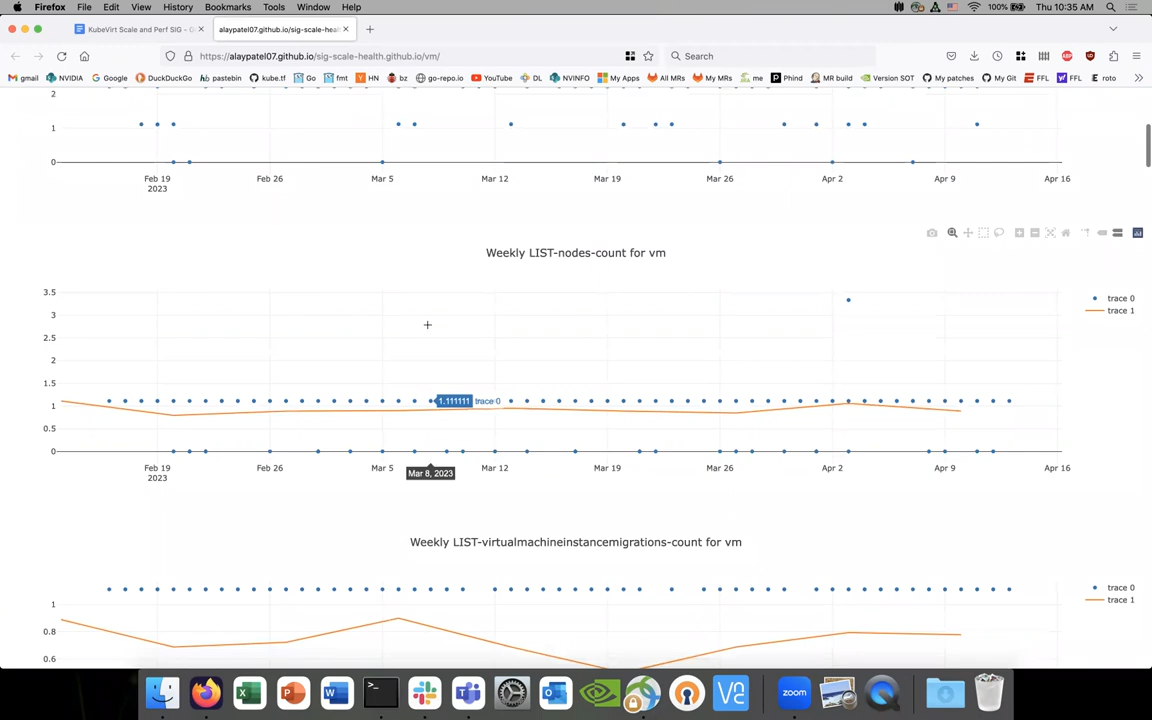 Firefox File Edit View History Bookmarks Tools Window Help 100% Thu 10:35 AM
KubeVirt Scale and Perf SIG - G × alaypatel07.github.io/sig-scale-heal × +
https://alaypatel07.github.io/sig-scale-health.github.io/vm/ Search
gmail NVIDIA Google DuckDuckGo pastebin kube.tf Go fmt HN bz go-repo.io YouTube DL NVINFO My Apps All MRs My MRs me Phind MR build Version SOT My patches My Git FFL FFL roto
2
1
0
Feb 19 Feb 26 Mar 5 Mar 12 Mar 19 Mar 26 Apr 2 Apr 9 Apr 16
2023
Weekly LIST-nodes-count for vm
3.5
trace 0
3
trace 1
2.5
2
1.5
1
1.111111 trace 0
0.5
0
Feb 19 Feb 26 Mar 5 Mar 12 Mar 19 Mar 26 Apr 2 Apr 9 Apr 16
2023
Mar 8, 2023
Weekly LIST-virtualmachineinstancemigrations-count for vm
trace 0
trace 1
1
0.8
0.6
zoom